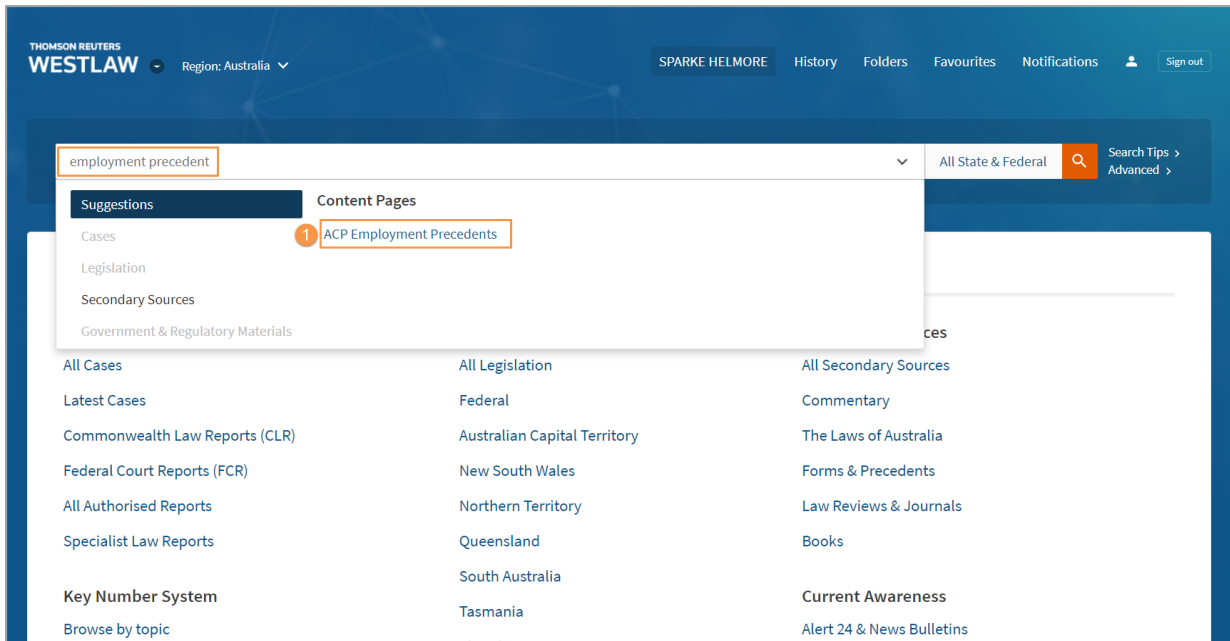 THOMSON REUTERS
WESTLAW
Region: Australia
SPARKE HELMORE
History
Folders
Favourites
Notifications
Sign out
employment precedent
All State & Federal
Search Tips
Advanced
Suggestions
Cases
Legislation
Secondary Sources
Government & Regulatory Materials
Content Pages
1 ACP Employment Precedents
ces
All Cases
Latest Cases
Commonwealth Law Reports (CLR)
Federal Court Reports (FCR)
All Authorised Reports
Specialist Law Reports
Key Number System
Browse by topic
All Legislation
Federal
Australian Capital Territory
New South Wales
Northern Territory
Queensland
South Australia
Tasmania
All Secondary Sources
Commentary
The Laws of Australia
Forms & Precedents
Law Reviews & Journals
Books
Current Awareness
Alert 24 & News Bulletins